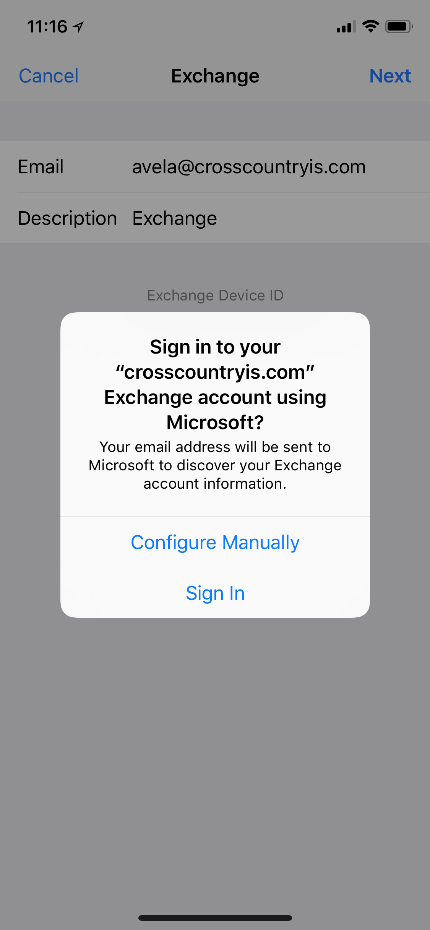 11:16
Cancel Exchange Next
Email avela@crosscountryis.com
Description Exchange
Exchange Device ID
Sign in to your
“crosscountryis.com”
Exchange account using
Microsoft?
Your email address will be sent to
Microsoft to discover your Exchange
account information.
Configure Manually
Sign In